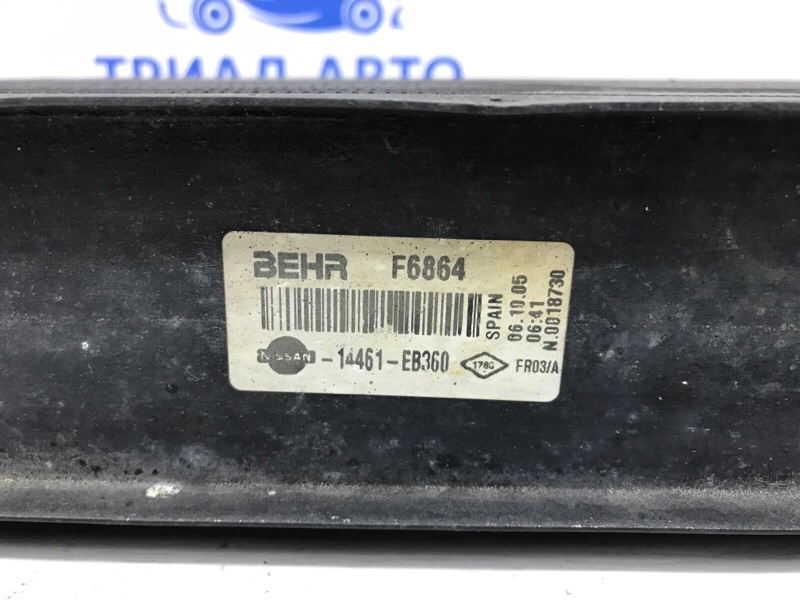 ТРИАЛ АВТО
BEHR F6864
SPAIN
06.10.05
06:41
N.0018730
NISSAN -14461-EB360 FR03/A